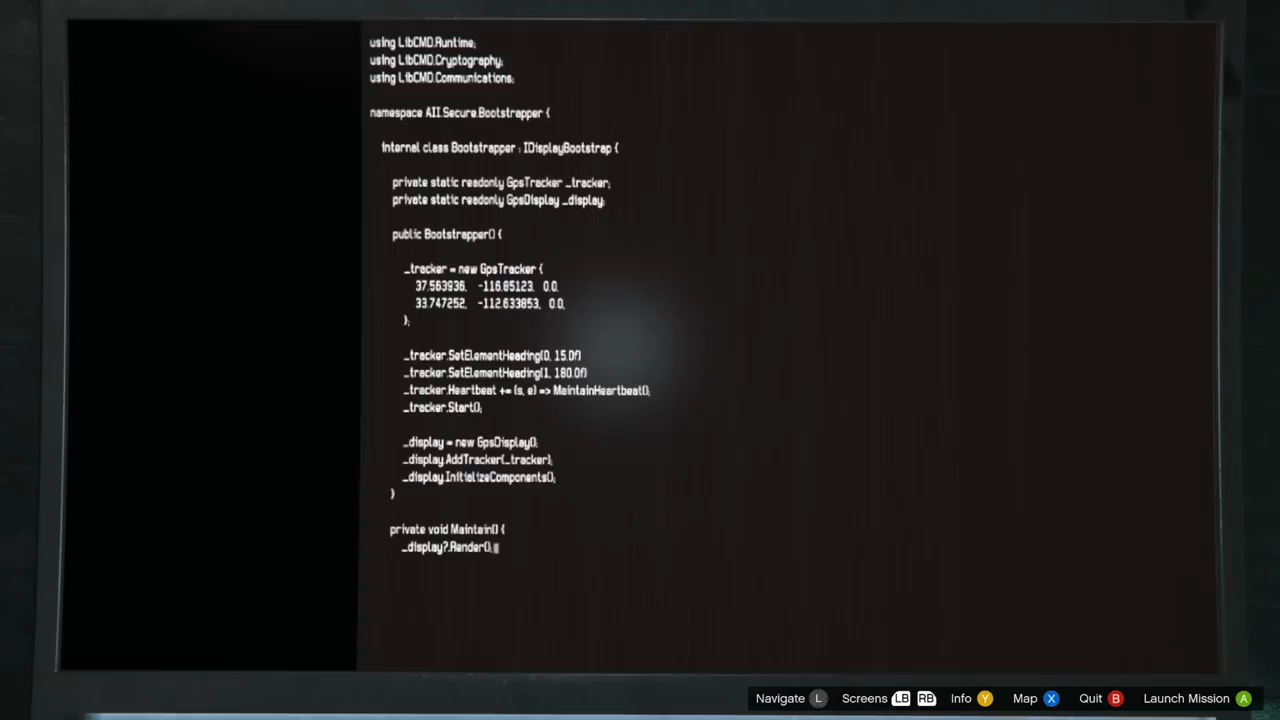 using LibCMD.Runtime;
using LibCMD.Cryptography;
using LibCMD.Communications;
namespace AII.Secure.Bootstrapper {
internal class Bootstrapper : IDisplayBootstrap {
private static readonly GpsTracker _tracker;
private static readonly GpsDisplay _display;
public Bootstrapper() {
_tracker = new GpsTracker {
37.563936, -116.85123, 0.0,
33.747252, -112.633853, 0.0,
};
_tracker.SetElementHeading(0, 15.0f)
_tracker.SetElementHeading(1, 180.0f)
_tracker.Heartbeat += (s, e) => MaintainHeartbeat();
_tracker.Start();
_display = new GpsDisplay();
_display.AddTracker(_tracker);
_display.InitializeComponents();
}
private void Maintain() {
_display?.Render();
Navigate L Screens LB RB Info Y Map X Quit B Launch Mission A